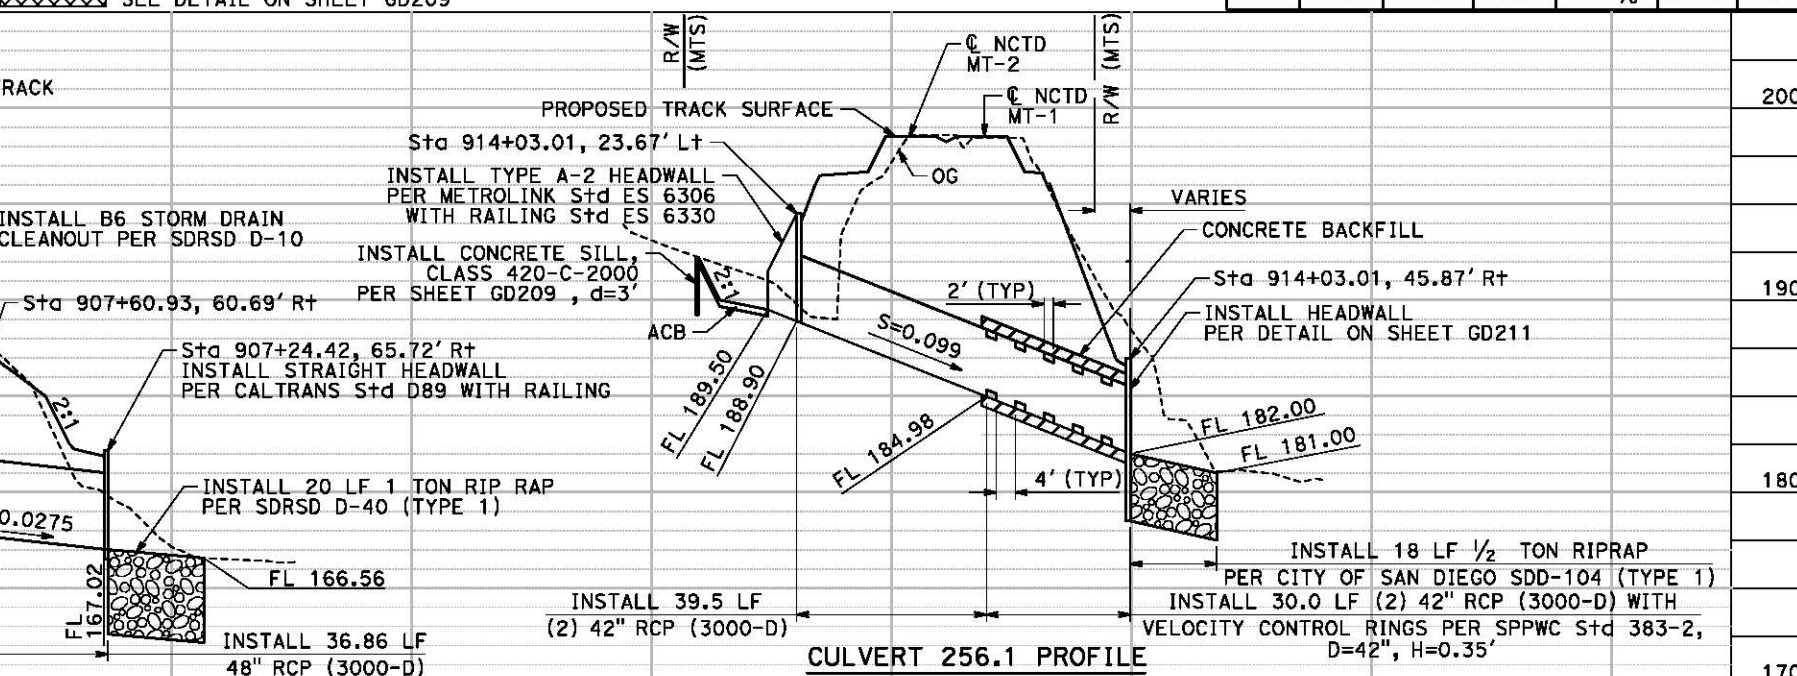 SEE DETAIL ON SHEET GD209
%
R/W
(MTS)
℄ NCTD
MT-2
R/W (MTS)
℄ NCTD
MT-1
RACK
200
PROPOSED TRACK SURFACE
Sta 914+03.01, 23.67' Lt
INSTALL TYPE A-2 HEADWALL
PER METROLINK Std ES 6306
WITH RAILING Std ES 6330
OG
VARIES
INSTALL B6 STORM DRAIN
CLEANOUT PER SDRSD D-10
CONCRETE BACKFILL
INSTALL CONCRETE SILL,
CLASS 420-C-2000
PER SHEET GD209 , d=3'
2:1
Sta 914+03.01, 45.87' Rt
190
Sta 907+60.93, 60.69' Rt
2' (TYP)
INSTALL HEADWALL
PER DETAIL ON SHEET GD211
ACB
S=0.099
Sta 907+24.42, 65.72' Rt
INSTALL STRAIGHT HEADWALL
PER CALTRANS Std D89 WITH RAILING
2:1
FL 189.50
FL 188.90
FL 184.98
FL 182.00
FL 181.00
4' (TYP)
180
INSTALL 20 LF 1 TON RIP RAP
PER SDRSD D-40 (TYPE 1)
0.0275
FL 166.56
FL
167.02
INSTALL 18 LF ½ TON RIPRAP
PER CITY OF SAN DIEGO SDD-104 (TYPE 1)
INSTALL 39.5 LF
(2) 42" RCP (3000-D)
INSTALL 30.0 LF (2) 42" RCP (3000-D) WITH
VELOCITY CONTROL RINGS PER SPPWC Std 383-2,
D=42", H=0.35'
INSTALL 36.86 LF
48" RCP (3000-D)
CULVERT 256.1 PROFILE
170